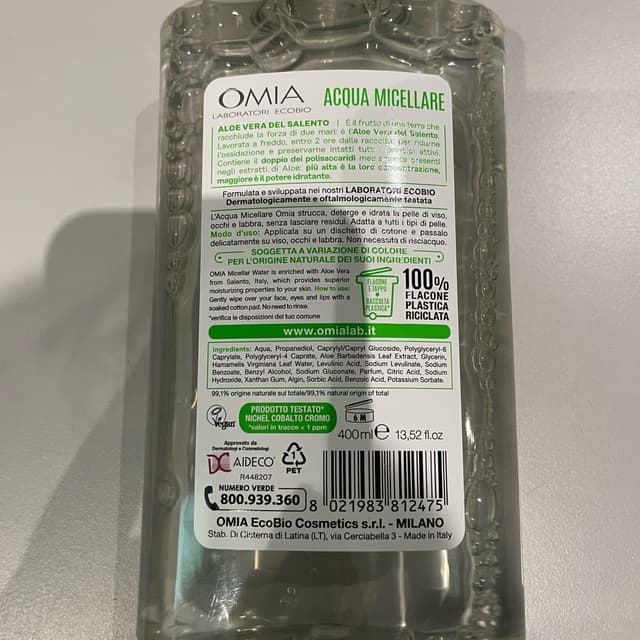 OMIA
LABORATORI ECOBIO
ACQUA MICELLARE
ALOE VERA DEL SALENTO | È il frutto di una terra che
racchiude la forza di due mari: è l'Aloe Vera del Salento.
Lavorata a freddo, entro 2 ore dalla raccolta, per ridurne
l'ossidazione e preservarne intatti tutti i principi attivi.
Contiene il doppio dei polisaccaridi mediamente presenti
negli estratti di Aloe: più alta è la loro concentrazione,
maggiore è il potere idratante.
Formulata e sviluppata nei nostri LABORATORI ECOBIO
Dermatologicamente e oftalmologicamente testata
L'Acqua Micellare Omia strucca, deterge e idrata la pelle di viso,
occhi e labbra, senza lasciare residui. Adatta a tutti i tipi di pelle.
Modo d'uso: Applicala su un dischetto di cotone e passalo
delicatamente su viso, occhi e labbra. Non necessita di risciacquo.
SOGGETTA A VARIAZIONE DI COLORE
PER L'ORIGINE NATURALE DEI SUOI INGREDIENTI
OMIA Micellar Water is enriched with Aloe Vera
from Salento, Italy, which provides superior
moisturizing properties to your skin. How to use:
Gently wipe over your face, eyes and lips with a
soaked cotton pad. No need to rinse.
*verifica le disposizioni del tuo comune
FLACONE
E TAPPO
RACCOLTA
PLASTICA*
100%
FLACONE
PLASTICA
RICICLATA
www.omialab.it
Ingredients: Aqua, Propanediol, Caprylyl/Capryl Glucoside, Polyglyceryl-6
Caprylate, Polyglyceryl-4 Caprate, Aloe Barbadensis Leaf Extract, Glycerin,
Hamamelis Virginiana Leaf Water, Levulinic Acid, Sodium Levulinate, Sodium
Benzoate, Benzyl Alcohol, Sodium Gluconate, Parfum, Citric Acid, Sodium
Hydroxide, Xanthan Gum, Algin, Sorbic Acid, Benzoic Acid, Potassium Sorbate.
99,1% origine naturale sul totale/99,1% natural origin of total
Vegan
PRODOTTO TESTATO*
NICHEL COBALTO CROMO
*valori in tracce < 1 ppm
6 M
400ml e 13,52 fl.oz
Approvato da
Dermatologi e Cosmetologi
AIDECO
R448207
1
PET
NUMERO VERDE
800.939.360
8 021983 812475
OMIA EcoBio Cosmetics s.r.l. - MILANO
Stab. Di Cisterna di Latina (LT), via Cerciabella 3 - Made in Italy